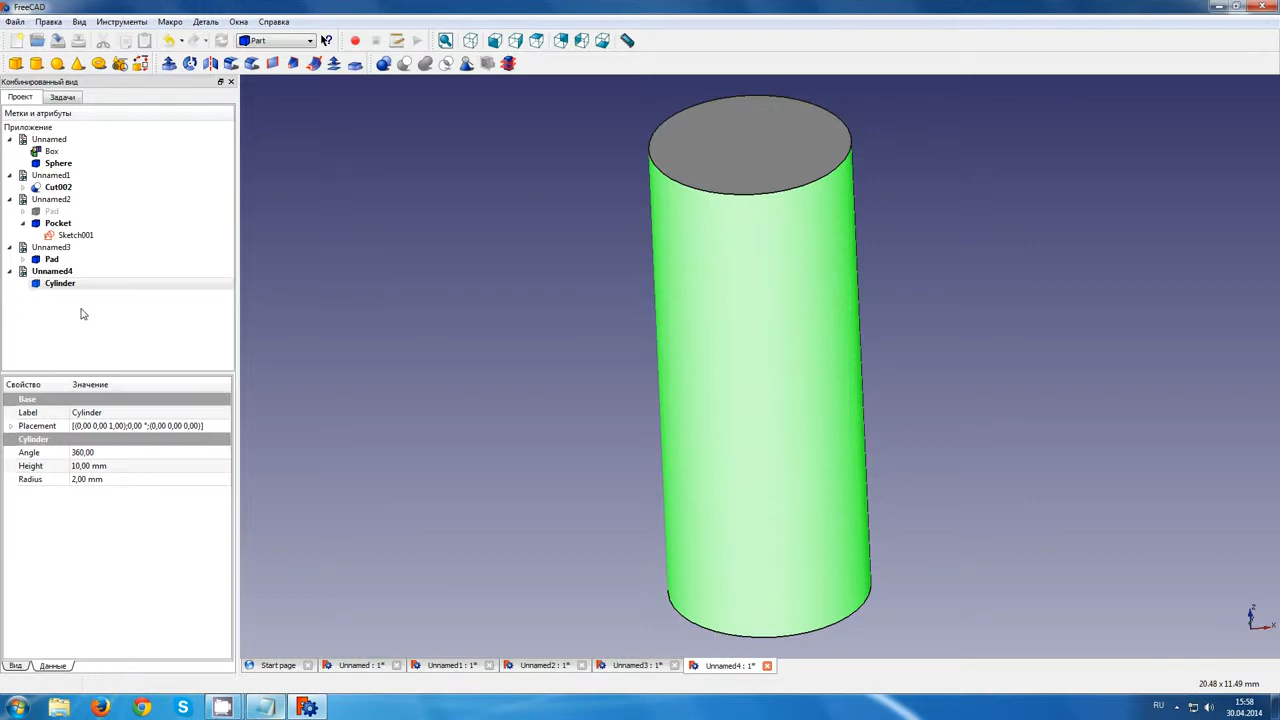 FreeCAD
Файл Правка Вид Инструменты Макро Деталь Окна Справка
Part
Комбинированный вид
Проект Задачи
Метки и атрибуты
Приложение
Unnamed
Box
Sphere
Unnamed1
Cut002
Unnamed2
Pad
Pocket
Sketch001
Unnamed3
Pad
Unnamed4
Cylinder
Свойство Значение
Base
Label Cylinder
Placement [(0,00 0,00 1,00);0,00 °;(0,00 0,00 0,00)]
Cylinder
Angle 360,00
Height 10,00 mm
Radius 2,00 mm
Z
Y
X
Вид Данные
Start page Unnamed : 1* Unnamed1 : 1* Unnamed2 : 1* Unnamed3 : 1* Unnamed4 : 1*
20.48 x 11.49 mm
RU 15:58
30.04.2014